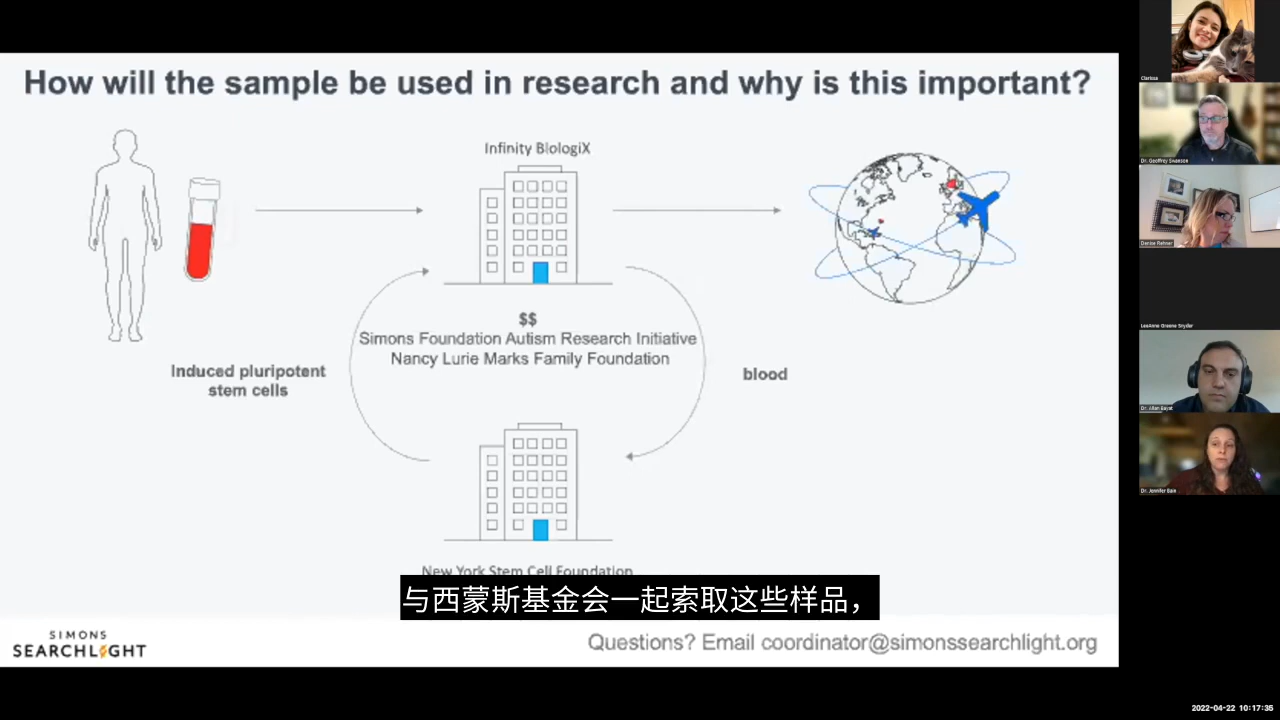 How will the sample be used in research and why is this important?
Infinity BiologiX
$$
Simons Foundation Autism Research Initiative
Nancy Lurie Marks Family Foundation
Induced pluripotent
stem cells
blood
New York Stem Cell Foundation
与西蒙斯基金会一起索取这些样品，
SIMONS
SEARCHLIGHT
Questions? Email coordinator@simonssearchlight.org
Clarissa
Dr. Geoffrey Swanson
Denise Rehner
LeeAnne Greene Snyder
Dr. Allan Bayat
Dr. Jennifer Bain
2022-04-22 10:17:35